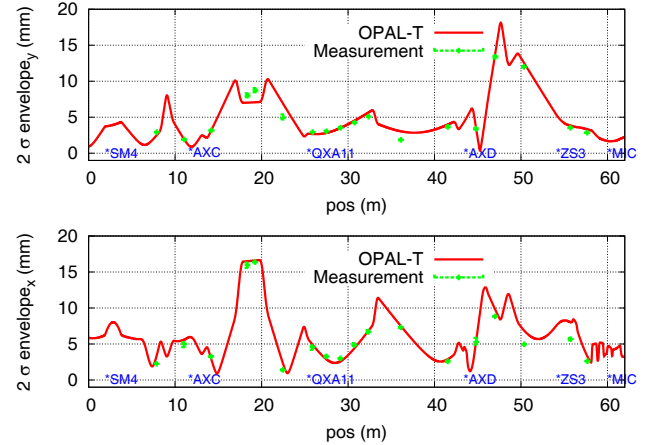 20
15
10
5
0
2 σ envelope_y (mm)
OPAL-T
Measurement
*SM4 *AXC *QXA11 *AXD *ZS3 *MIC
0 10 20 30 40 50 60
pos (m)
20
15
10
5
0
2 σ envelope_x (mm)
OPAL-T
Measurement
*SM4 *AXC *QXA11 *AXD *ZS3 *MIC
0 10 20 30 40 50 60
pos (m)